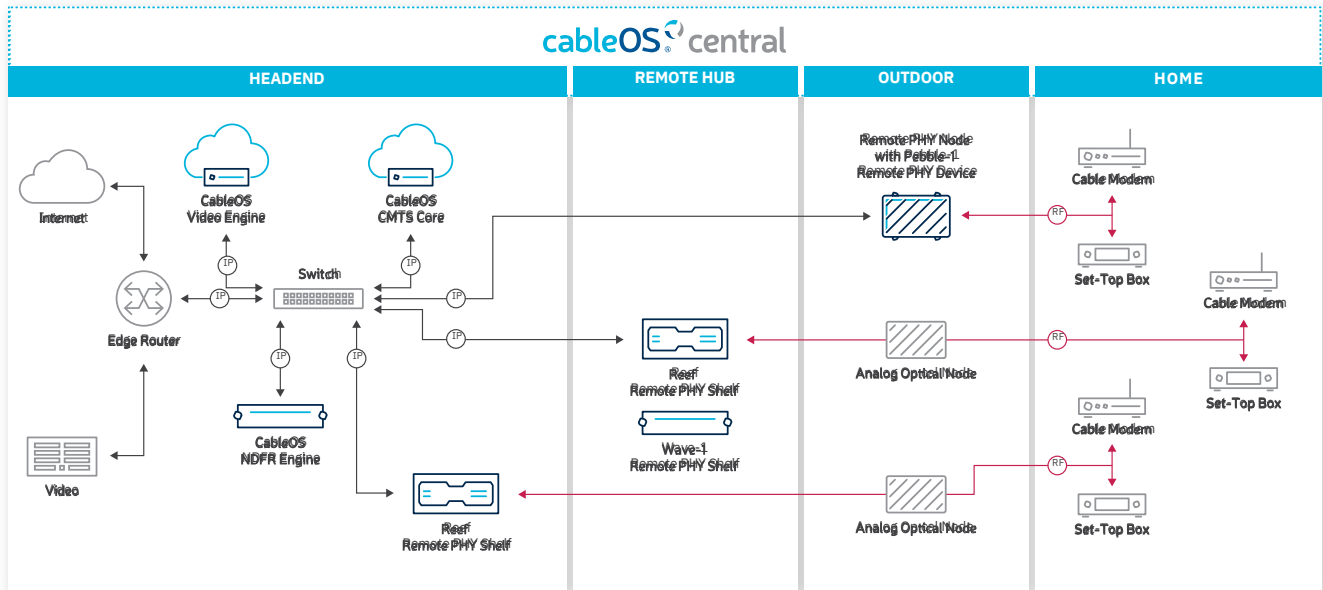 cableOS® central
HEADEND
REMOTE HUB
OUTDOOR
HOME
Internet
CableOS
Video Engine
CableOS
CMTS Core
IP
IP
IP
Switch
IP
Edge Router
IP
IP
IP
CableOS
NDFR Engine
Video
Reef
Remote PHY Shelf
Reef
Remote PHY Shelf
Wave-1
Remote PHY Shelf
Remote PHY Node
with Pebble-1
Remote PHY Device
Analog Optical Node
Analog Optical Node
Cable Modem
RF
Set-Top Box
Cable Modem
RF
Set-Top Box
Cable Modem
RF
Set-Top Box